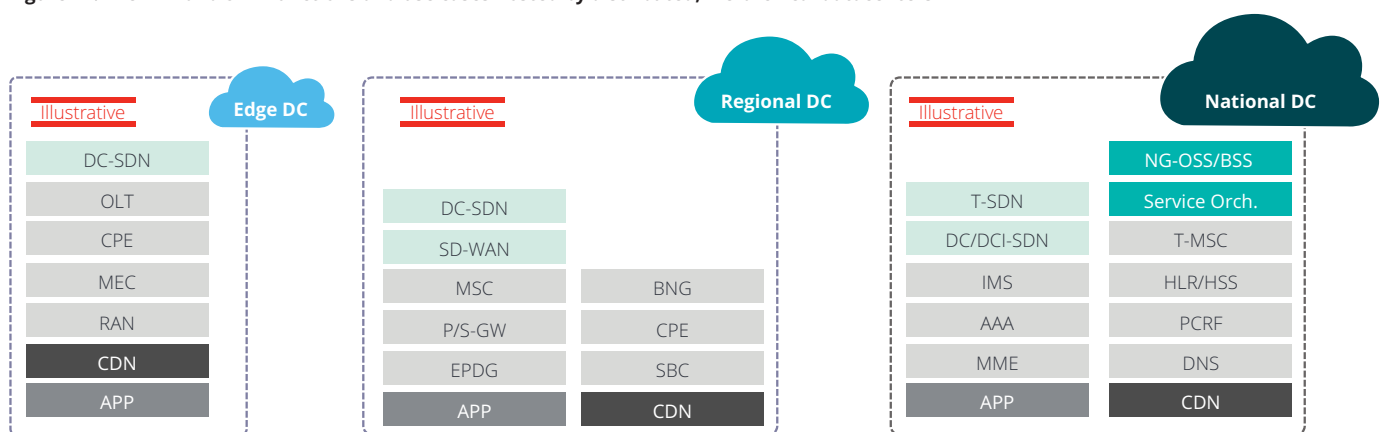 Edge DC
Illustrative
DC-SDN
OLT
CPE
MEC
RAN
CDN
APP
Regional DC
Illustrative
DC-SDN
SD-WAN
MSC
P/S-GW
EPDG
APP
BNG
CPE
SBC
CDN
National DC
Illustrative
T-SDN
DC/DCI-SDN
IMS
AAA
MME
APP
NG-OSS/BSS
Service Orch.
T-MSC
HLR/HSS
PCRF
DNS
CDN